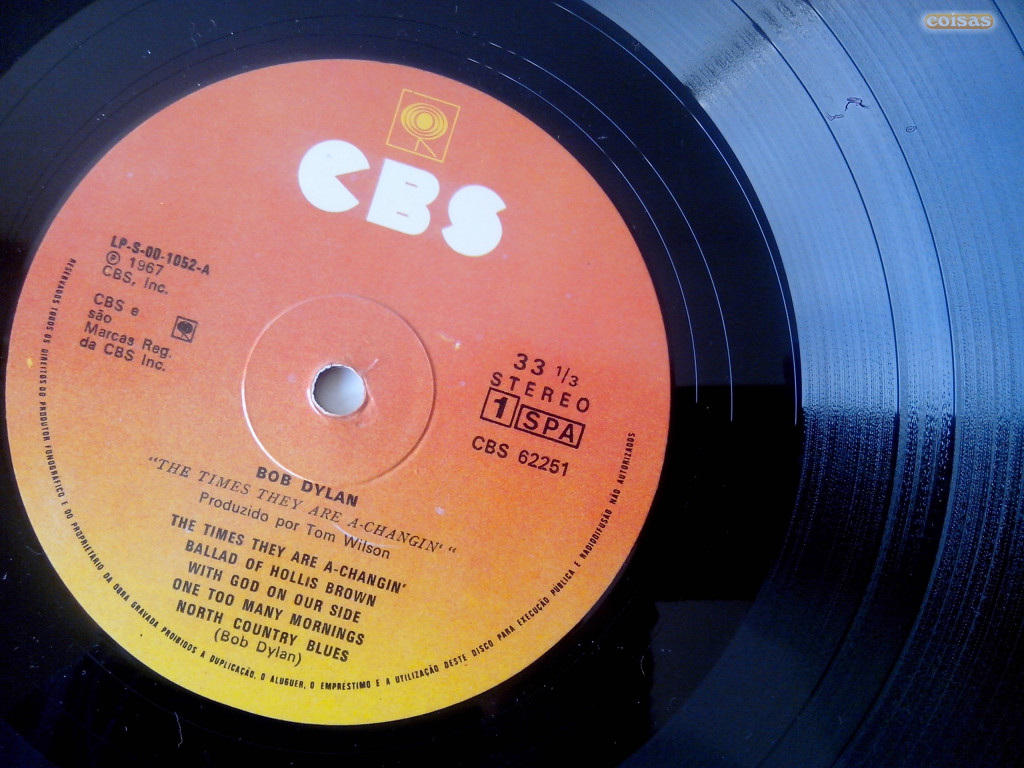 coisas
CBS
LP-S-00-1052-A
℗ 1967
CBS, Inc.
CBS e
são
Marcas Reg.
da CBS Inc.
33 1/3
STEREO
1 SPA
CBS 62251
BOB DYLAN
“THE TIMES THEY ARE A-CHANGIN' “
Produzido por Tom Wilson
THE TIMES THEY ARE A-CHANGIN'
BALLAD OF HOLLIS BROWN
WITH GOD ON OUR SIDE
ONE TOO MANY MORNINGS
NORTH COUNTRY BLUES
(Bob Dylan)
RESERVADOS TODOS OS DIREITOS DO PRODUTOR FONOGRÁFICO E DO PROPRIETÁRIO DA OBRA GRAVADA PROIBIDOS A DUPLICAÇÃO, O ALUGUER, O EMPRÉSTIMO E A UTILIZAÇÃO DESTE DISCO PARA EXECUÇÃO PÚBLICA E RADIODIFUSÃO NÃO AUTORIZADOS